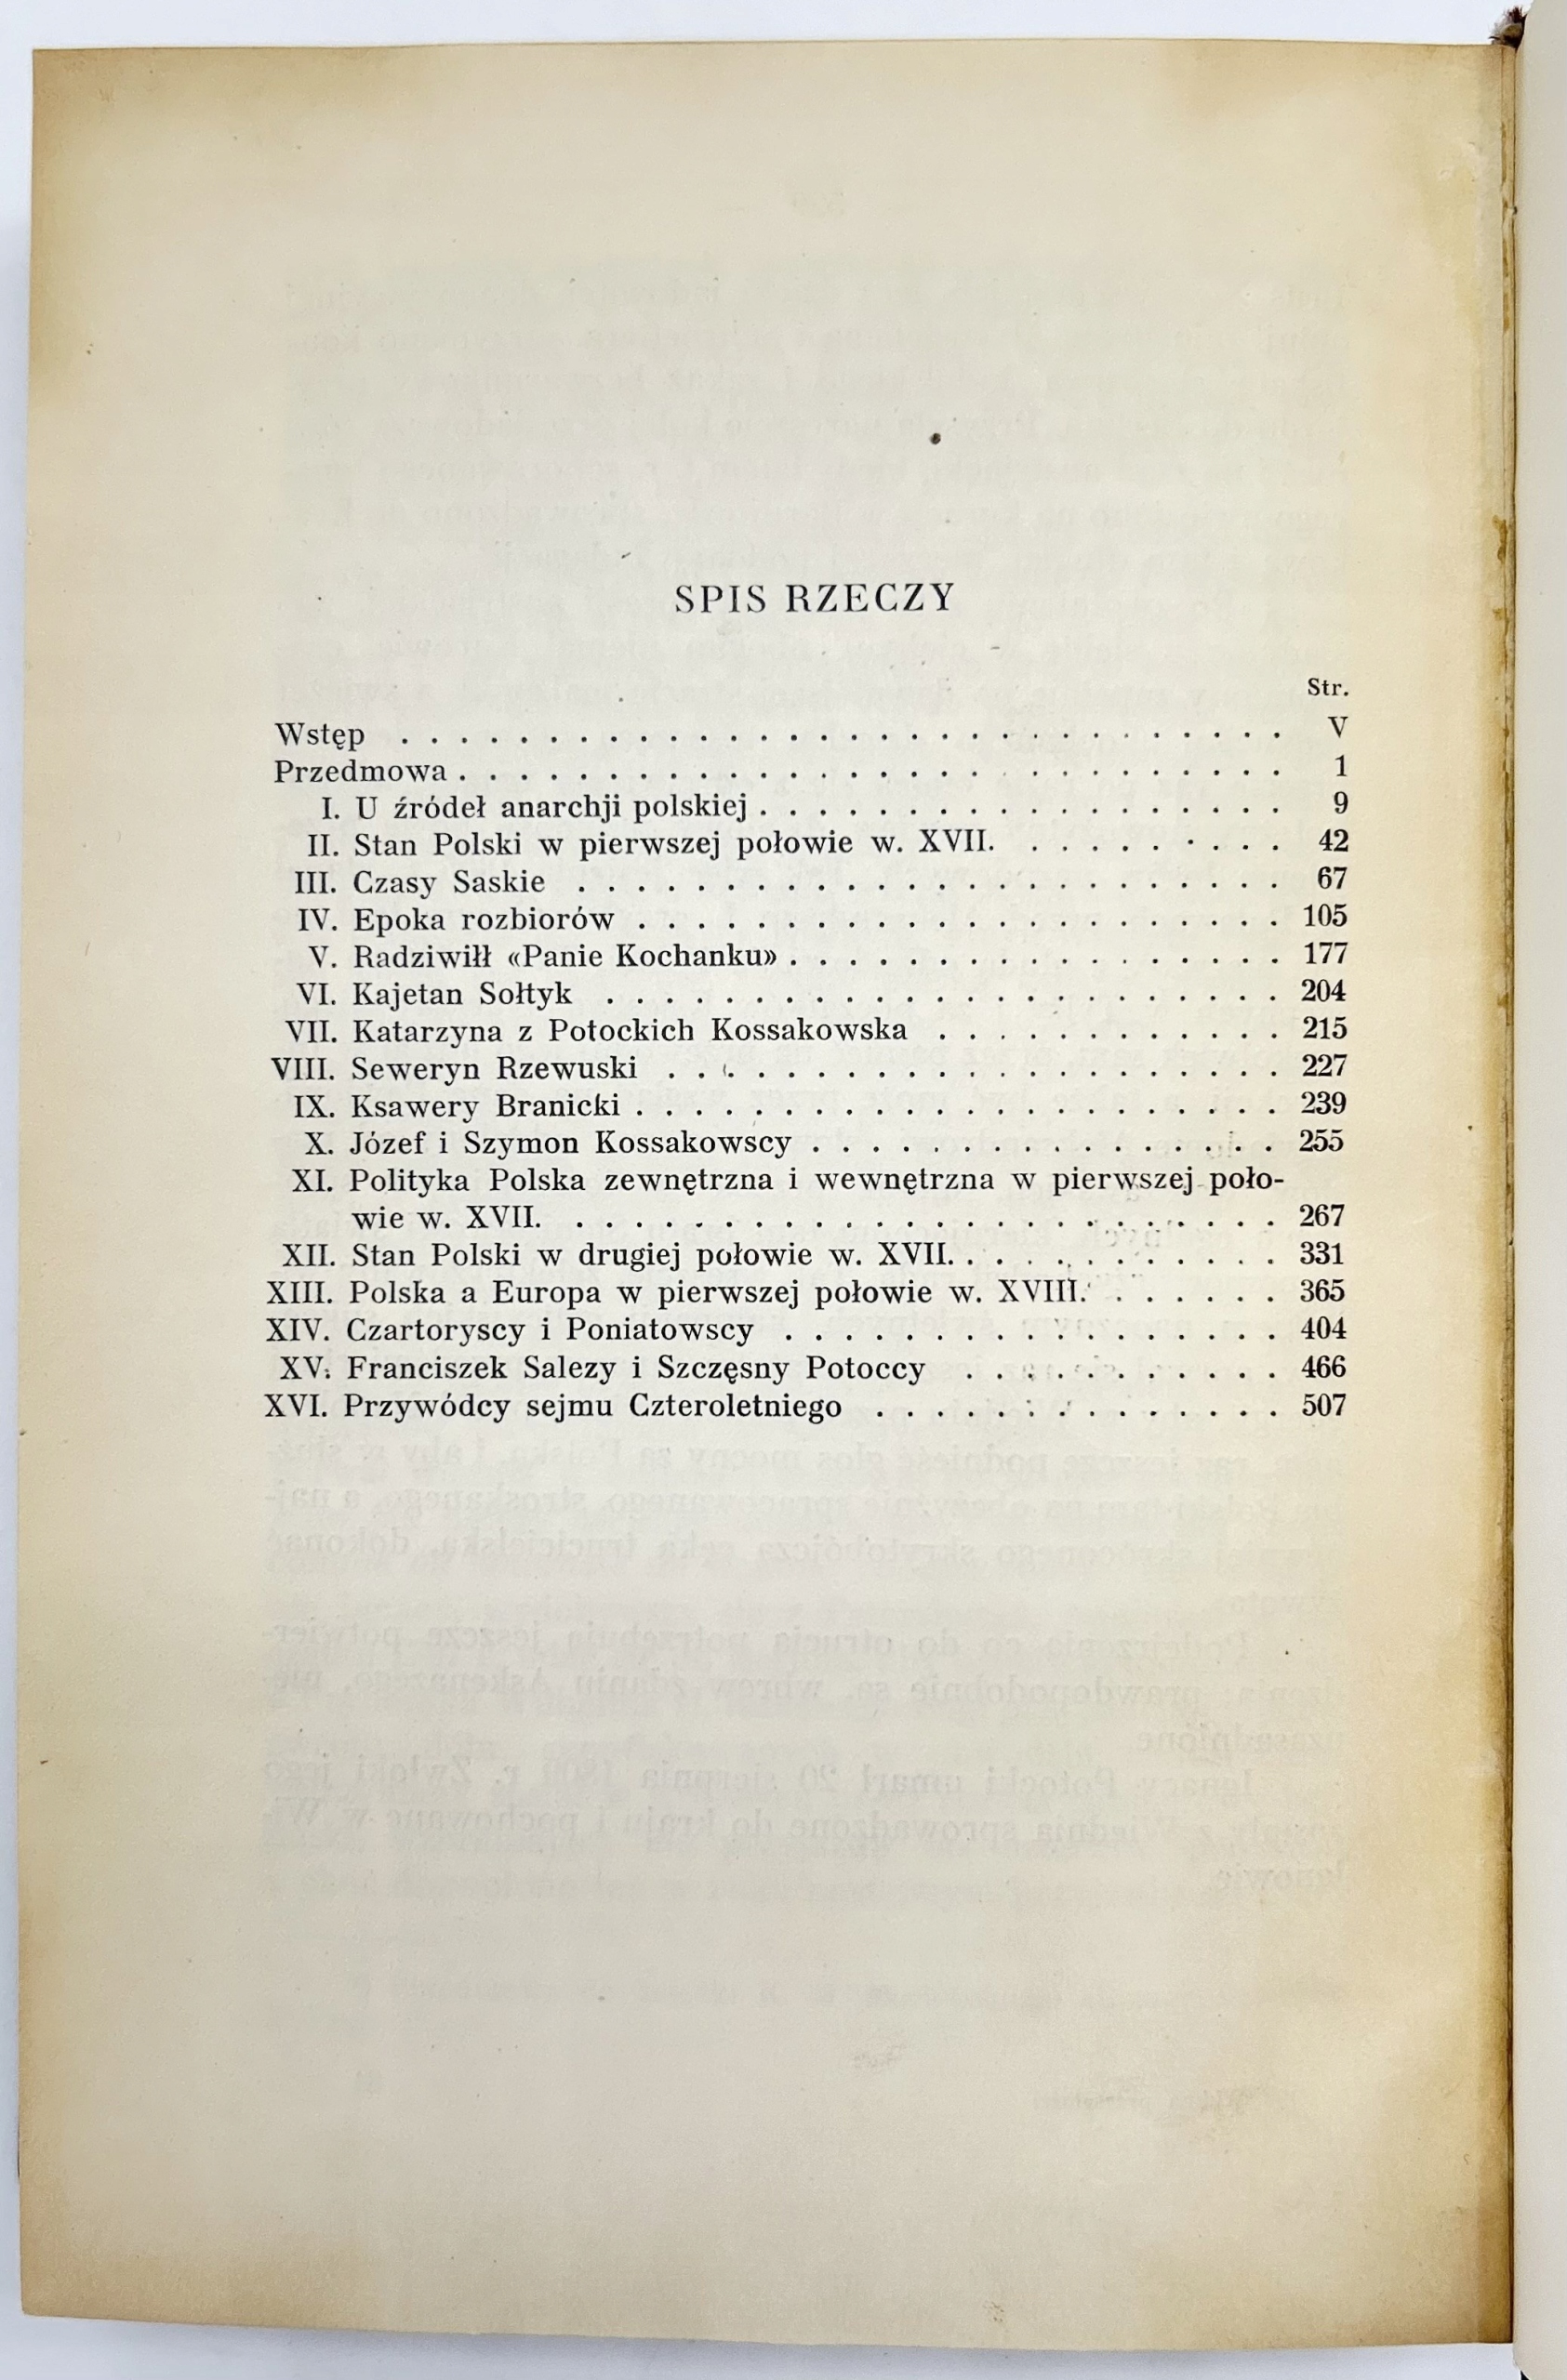 SPIS RZECZY
Str.
Wstęp . . . . . . . . . . . . . . . . . . . . . . . . . . . . . . V
Przedmowa . . . . . . . . . . . . . . . . . . . . . . . . . . . . 1
I. U źródeł anarchji polskiej . . . . . . . . . . . . . . . . . . 9
II. Stan Polski w pierwszej połowie w. XVII. . . . . . . . . . 42
III. Czasy Saskie . . . . . . . . . . . . . . . . . . . . . . . . 67
IV. Epoka rozbiorów . . . . . . . . . . . . . . . . . . . . . . 105
V. Radziwiłł «Panie Kochanku» . . . . . . . . . . . . . . . . . 177
VI. Kajetan Sołtyk . . . . . . . . . . . . . . . . . . . . . . . 204
VII. Katarzyna z Potockich Kossakowska . . . . . . . . . . . . 215
VIII. Seweryn Rzewuski . . . . . . . . . . . . . . . . . . . . . 227
IX. Ksawery Branicki . . . . . . . . . . . . . . . . . . . . . . 239
X. Józef i Szymon Kossakowscy . . . . . . . . . . . . . . . . 255
XI. Polityka Polska zewnętrzna i wewnętrzna w pierwszej poło-
wie w. XVII. . . . . . . . . . . . . . . . . . . . . . . . . 267
XII. Stan Polski w drugiej połowie w. XVII. . . . . . . . . . . . 331
XIII. Polska a Europa w pierwszej połowie w. XVIII. . . . . . . 365
XIV. Czartoryscy i Poniatowscy . . . . . . . . . . . . . . . . . 404
XV. Franciszek Salezy i Szczęsny Potoccy . . . . . . . . . . . 466
XVI. Przywódcy sejmu Czteroletniego . . . . . . . . . . . . . . 507